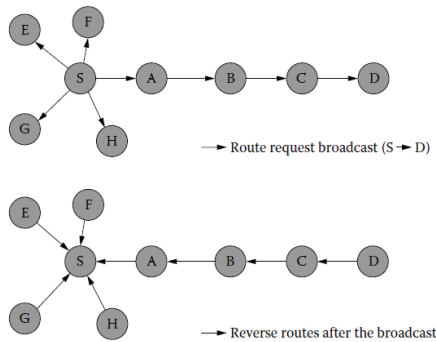 F
E
S A B C D
G
H
Route request broadcast (S → D)
F
E
S A B C D
G
H
Reverse routes after the broadcast